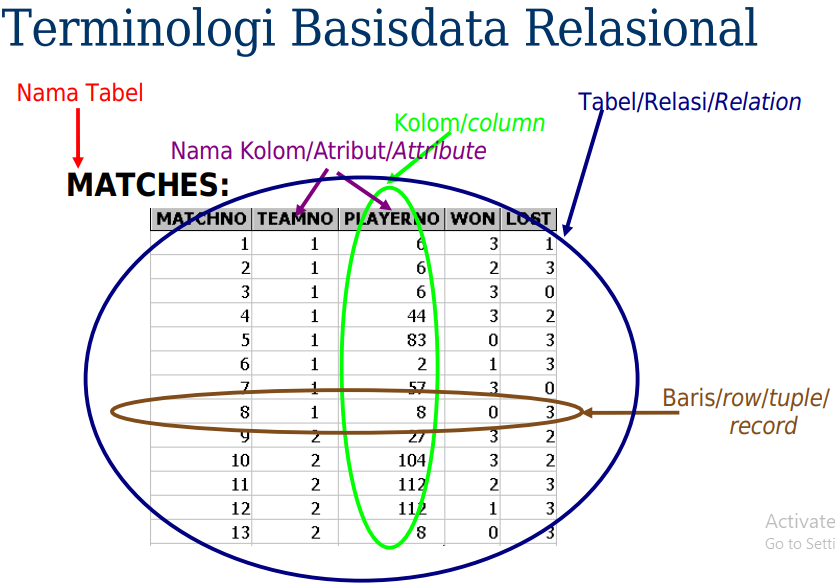 Terminologi Basisdata Relasional
Nama Tabel
Tabel/Relasi/Relation
Kolom/column
Nama Kolom/Atribut/Attribute
MATCHES:
MATCHNO TEAMNO PLAYERNO WON LOST
1 1 6 3 1
2 1 6 2 3
3 1 6 3 0
4 1 44 3 2
5 1 83 0 3
6 1 2 1 3
7 1 57 3 0
8 1 8 0 3
9 2 27 3 2
10 2 104 3 2
11 2 112 2 3
12 2 112 1 3
13 2 8 0 3
Baris/row/tuple/
record
Activate
Go to Setti